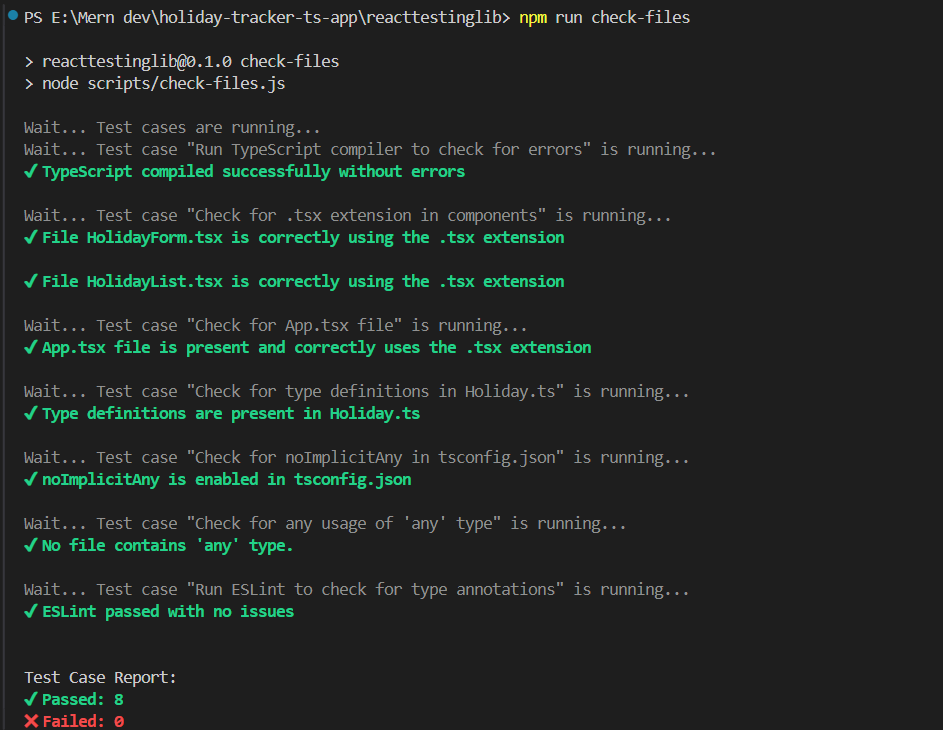 PS E:\Mern dev\holiday-tracker-ts-app\reacttestinglib> npm run check-files
> reacttestinglib@0.1.0 check-files
> node scripts/check-files.js
Wait... Test cases are running...
Wait... Test case "Run TypeScript compiler to check for errors" is running...
✔ TypeScript compiled successfully without errors
Wait... Test case "Check for .tsx extension in components" is running...
✔ File HolidayForm.tsx is correctly using the .tsx extension
✔ File HolidayList.tsx is correctly using the .tsx extension
Wait... Test case "Check for App.tsx file" is running...
✔ App.tsx file is present and correctly uses the .tsx extension
Wait... Test case "Check for type definitions in Holiday.ts" is running...
✔ Type definitions are present in Holiday.ts
Wait... Test case "Check for noImplicitAny in tsconfig.json" is running...
✔ noImplicitAny is enabled in tsconfig.json
Wait... Test case "Check for any usage of 'any' type" is running...
✔ No file contains 'any' type.
Wait... Test case "Run ESLint to check for type annotations" is running...
✔ ESLint passed with no issues
Test Case Report:
✔ Passed: 8
❌ Failed: 0